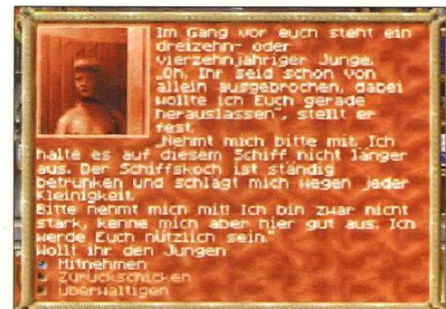 Im Gang vor euch steht ein
dreizehn- oder
vierzehnjähriger Junge.
„Oh, Ihr seid schon von
allein ausgebrochen, dabei
wollte ich Euch gerade
herauslassen", stellt er
fest.
„Nehmt mich bitte mit. Ich
halte es auf diesem Schiff nicht länger
aus. Der Schiffskoch ist ständig
betrunken und schlägt mich wegen jeder
Kleinigkeit.
Bitte nehmt mich mit! Ich bin zwar nicht
stark, kenne mich aber hier gut aus. Ich
werde Euch nützlich sein."
Wollt ihr den Jungen
Mitnehmen
Zurückschicken
Überwältigen